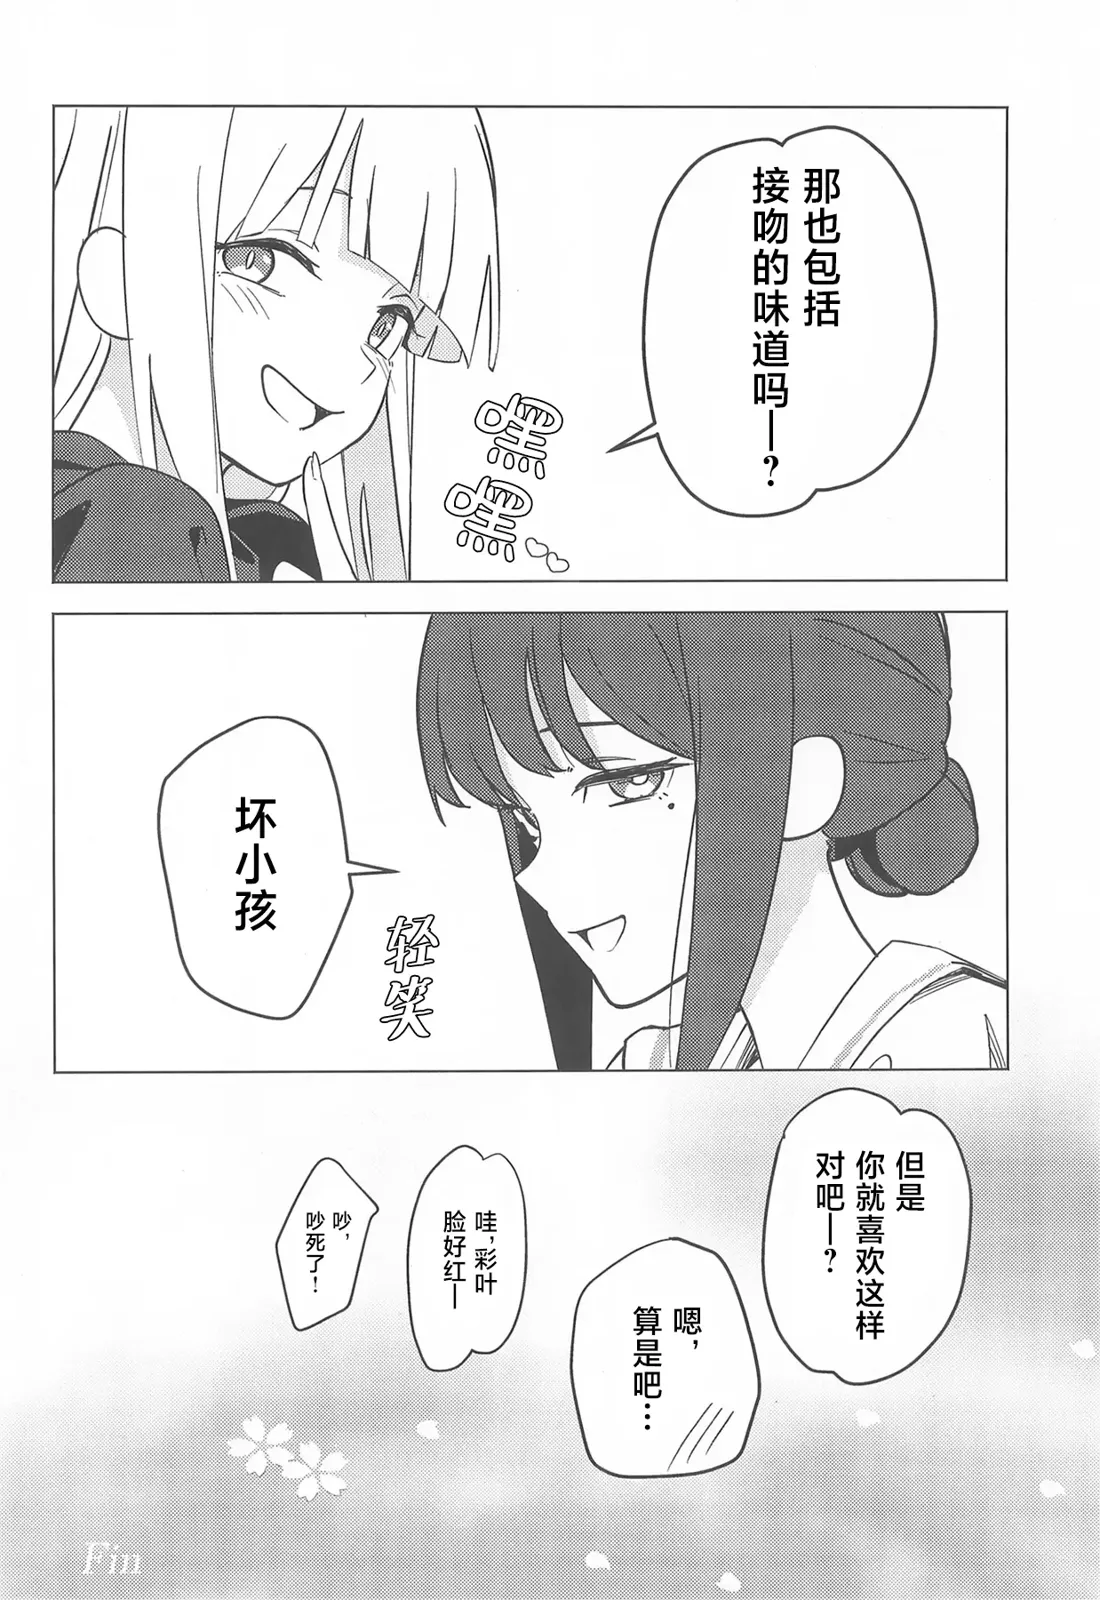 那也包括
接吻的味道吗—?
嘿
嘿
坏小孩
轻笑
但是
你就喜欢这样
对吧—?
嗯，
算是吧…
哇，彩叶
脸好红—
吵，
吵死了!
Fin